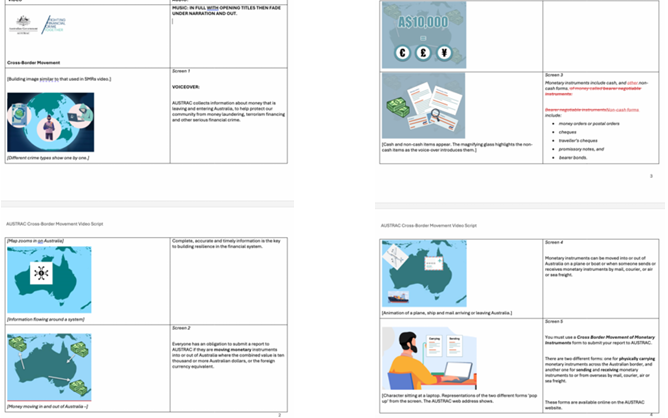 Video
Audio:
MUSIC: IN FULL WITH OPENING TITLES THEN FADE
UNDER NARRATION AND OUT.
Australian Government
AUSTRAC
FIGHTING
FINANCIAL
CRIME
TOGETHER
Cross-Border Movement
[Building image similar to that used in SMRs video.]
[Different crime types show one by one.]
Screen 1
VOICEOVER:
AUSTRAC collects information about money that is
leaving and entering Australia, to help protect our
community from money laundering, terrorism financing
and other serious financial crime.
AUSTRAC Cross-Border Movement Video Script
[Map zooms in on Australia]
[Information flowing around a system]
Complete, accurate and timely information is the key
to building resilience in the financial system.
[Money moving in and out of Australia –]
Screen 2
Everyone has an obligation to submit a report to
AUSTRAC if they are moving monetary instruments
into or out of Australia where the combined value is ten
thousand or more Australian dollars, or the foreign
currency equivalent.
2
A$10,000
€ £ ¥
[Cash and non-cash items appear. The magnifying glass highlights the non-
cash items as the voice-over introduces them.]
Screen 3
Monetary instruments include cash, and other non-
cash forms. of money called bearer negotiable
instruments.
Bearer negotiable instruments Non-cash forms
include:
• money orders or postal orders
• cheques
• traveller's cheques
• promissory notes, and
• bearer bonds.
3
AUSTRAC Cross-Border Movement Video Script
[Animation of a plane, ship and mail arriving or leaving Australia.]
Screen 4
Monetary instruments can be moved into or out of
Australia on a plane or boat or when someone sends or
receives monetary instruments by mail, courier, air or
sea freight.
Carrying
Sending
[Character sitting at a laptop. Representations of the two different forms 'pop
up' from the screen. The AUSTRAC web address shows.
Screen 5
You must use a Cross Border Movement of Monetary
Instruments form to submit your report to AUSTRAC.
There are two different forms: one for physically carrying
monetary instruments across the Australian border, and
another one for sending and receiving monetary
instruments to or from overseas by mail, courier, air or
sea freight.
These forms are available online on the AUSTRAC
website.
4